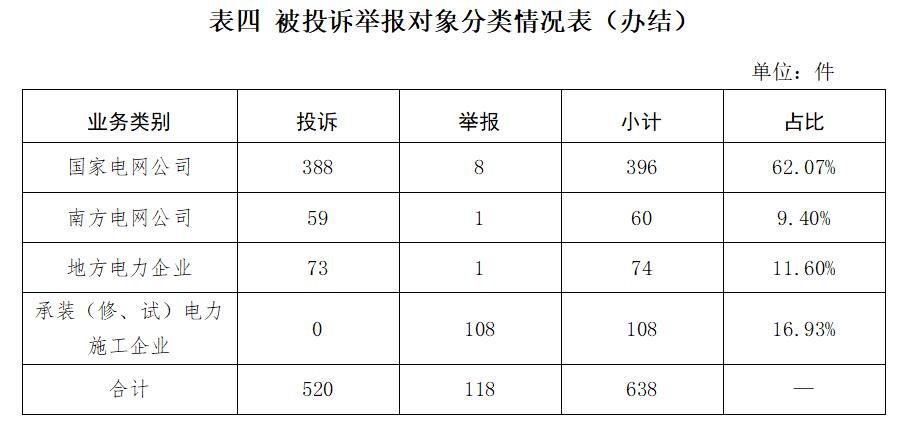 表四 被投诉举报对象分类情况表（办结）
单位：件
业务类别 投诉 举报 小计 占比
国家电网公司 388 8 396 62.07%
南方电网公司 59 1 60 9.40%
地方电力企业 73 1 74 11.60%
承装（修、试）电力
施工企业 0 108 108 16.93%
合计 520 118 638 —